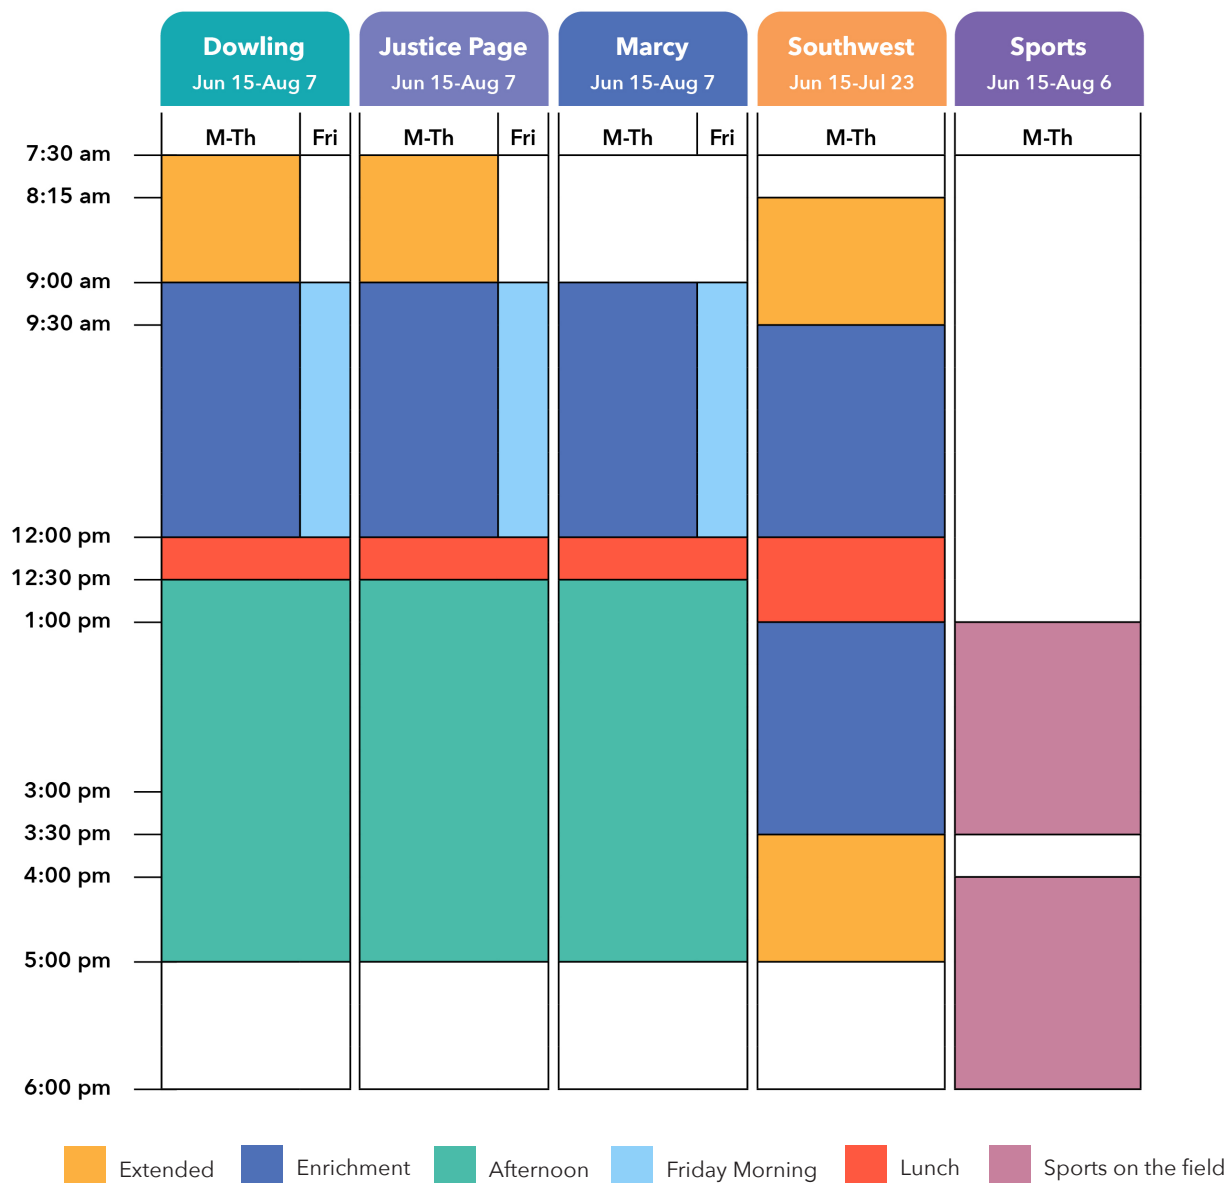 Dowling
Jun 15-Aug 7
Justice Page
Jun 15-Aug 7
Marcy
Jun 15-Aug 7
Southwest
Jun 15-Jul 23
Sports
Jun 15-Aug 6
M-Th Fri M-Th Fri M-Th Fri M-Th M-Th
7:30 am
8:15 am
9:00 am
9:30 am
12:00 pm
12:30 pm
1:00 pm
3:00 pm
3:30 pm
4:00 pm
5:00 pm
6:00 pm
Extended Enrichment Afternoon Friday Morning Lunch Sports on the field